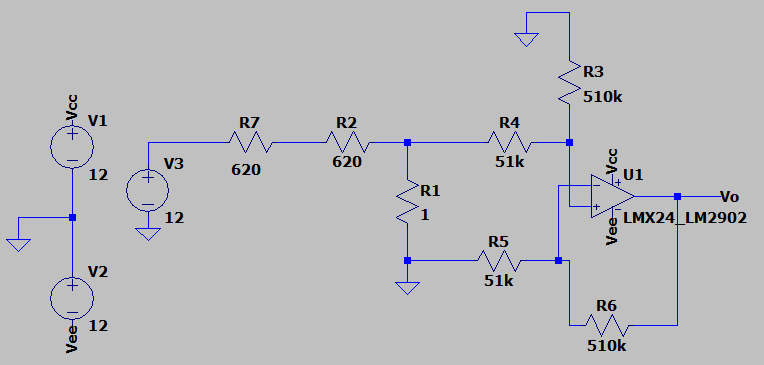 Vcc
V1
12
V2
12
Vee
V3
12
R7
620
R2
620
R1
1
R4
51k
R3
510k
R5
51k
Vcc
U1
LMX24_LM2902
Vee
Vo
R6
510k